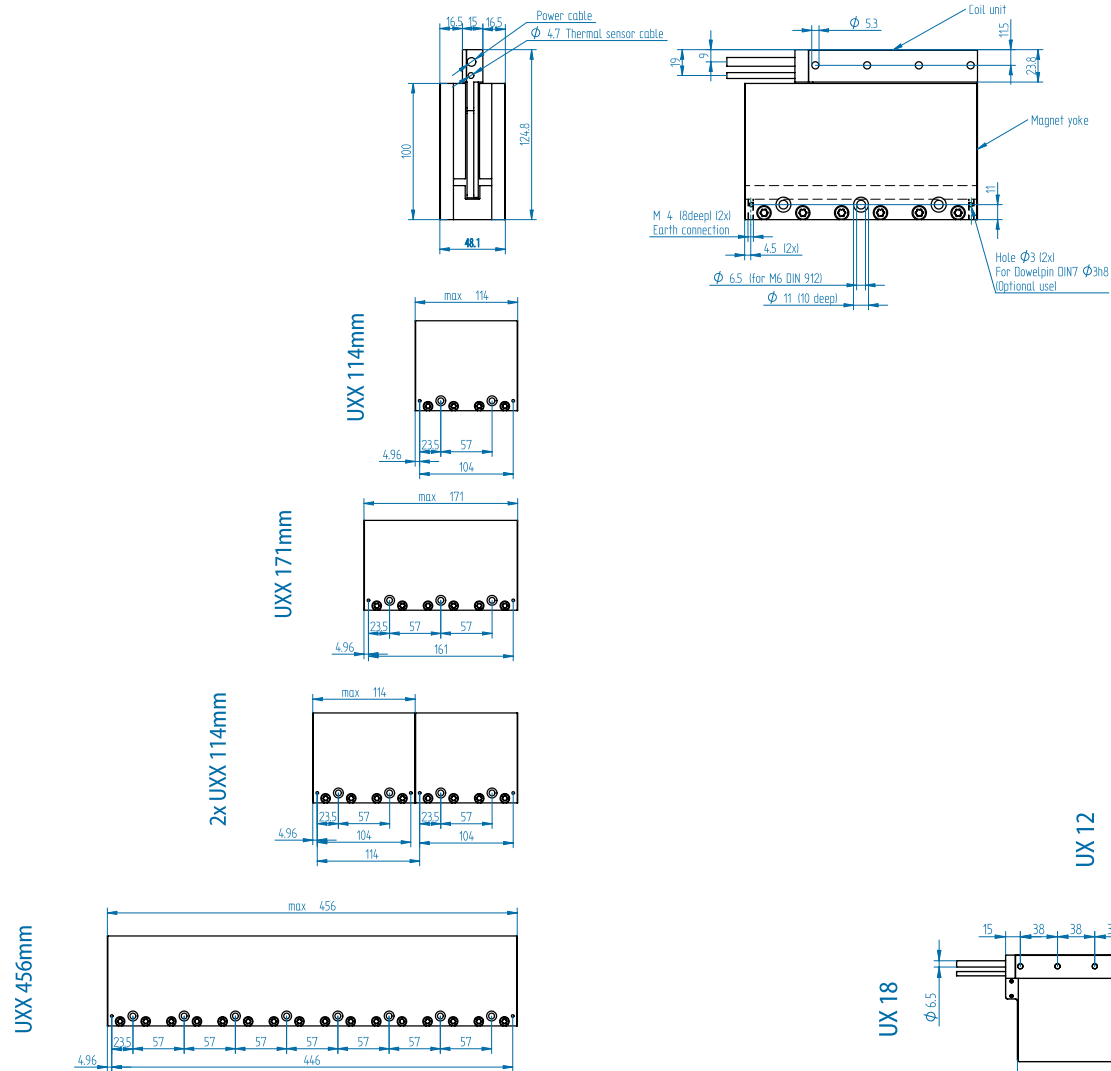 16.5 15 16.5
Power cable
Φ 4.7 Thermal sensor cable
100
124.8
48.1
Φ 5.3
Coil unit
11.5
19
9
23.8
Magnet yoke
11
M 4 (8deep) (2x)
Earth connection
4.5 (2x)
Φ 6.5 (for M6 DIN 912)
Φ 11 (10 deep)
Hole Φ3 (2x)
For Dowelpin DIN7 Φ3h8
(Optional use)
UXX 114mm
max 114
23.5 57
4.96
104
UXX 171mm
max 171
23.5 57 57
4.96
161
2x UXX 114mm
max 114
23.5 57 23.5 57
4.96
104 104
114
UXX 456mm
max 456
23.5 57 57 57 57 57 57 57
4.96
446
UX 12
UX 18
15 38 38
Φ 6.5